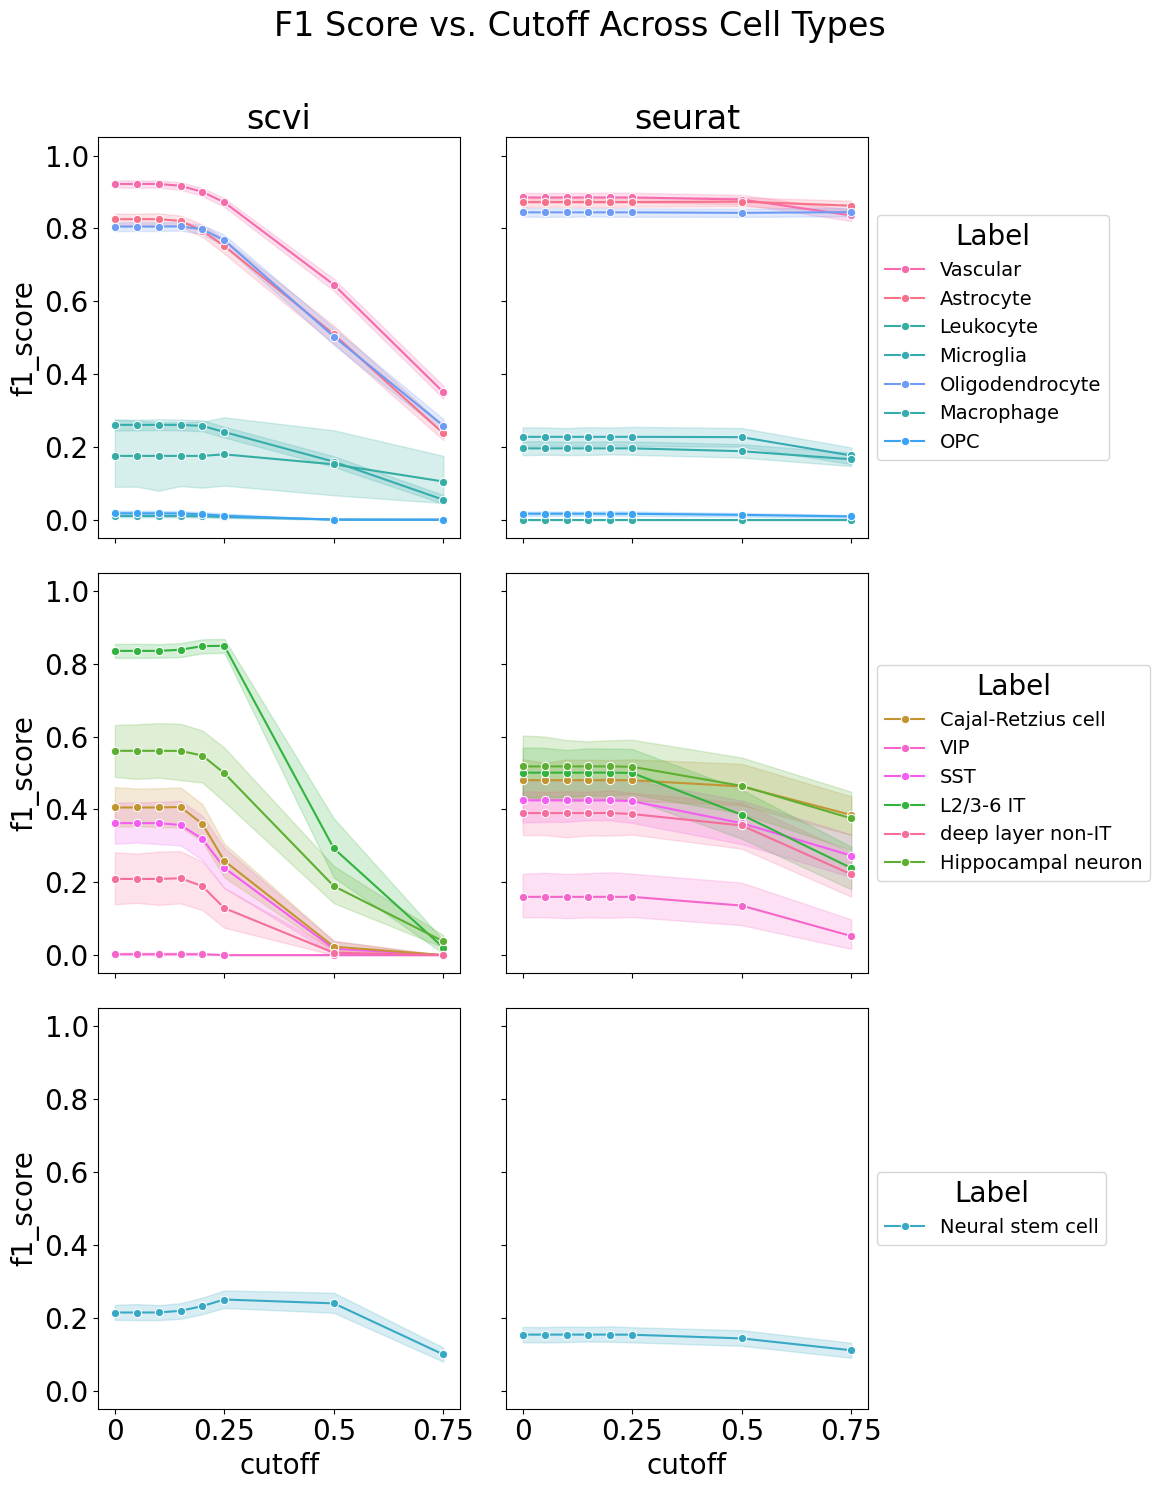 F1 Score vs. Cutoff Across Cell Types
scvi
seurat
1.0
0.8
0.6
0.4
0.2
0.0
f1_score
Label
Vascular
Astrocyte
Leukocyte
Microglia
Oligodendrocyte
Macrophage
OPC
1.0
0.8
0.6
0.4
0.2
0.0
f1_score
Label
Cajal-Retzius cell
VIP
SST
L2/3-6 IT
deep layer non-IT
Hippocampal neuron
1.0
0.8
0.6
0.4
0.2
0.0
f1_score
Label
Neural stem cell
0 0.25 0.5 0.75
cutoff
0 0.25 0.5 0.75
cutoff